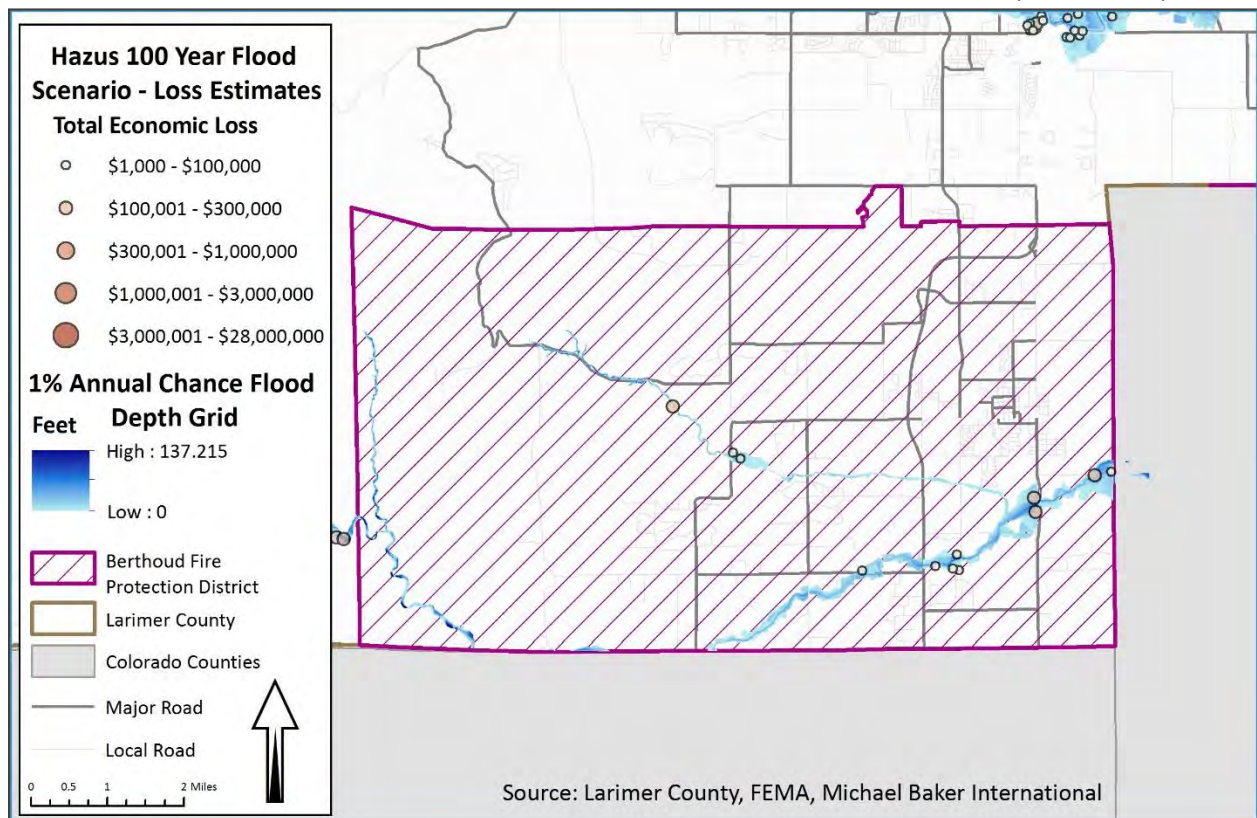 Hazus 100 Year Flood
Scenario - Loss Estimates
Total Economic Loss
$1,000 - $100,000
$100,001 - $300,000
$300,001 - $1,000,000
$1,000,001 - $3,000,000
$3,000,001 - $28,000,000
1% Annual Chance Flood
Depth Grid
Feet
High : 137.215
Low : 0
Berthoud Fire
Protection District
Larimer County
Colorado Counties
Major Road
Local Road
0 0.5 1 2 Miles
Source: Larimer County, FEMA, Michael Baker International